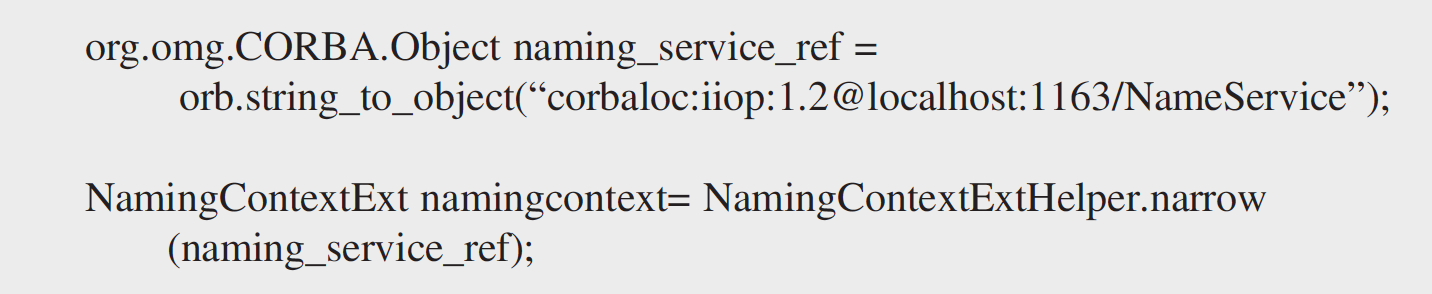 org.omg.CORBA.Object naming_service_ref =
orb.string_to_object(“corbaloc:iiop:1.2@localhost:1163/NameService”);
NamingContextExt namingcontext= NamingContextExtHelper.narrow
(naming_service_ref);